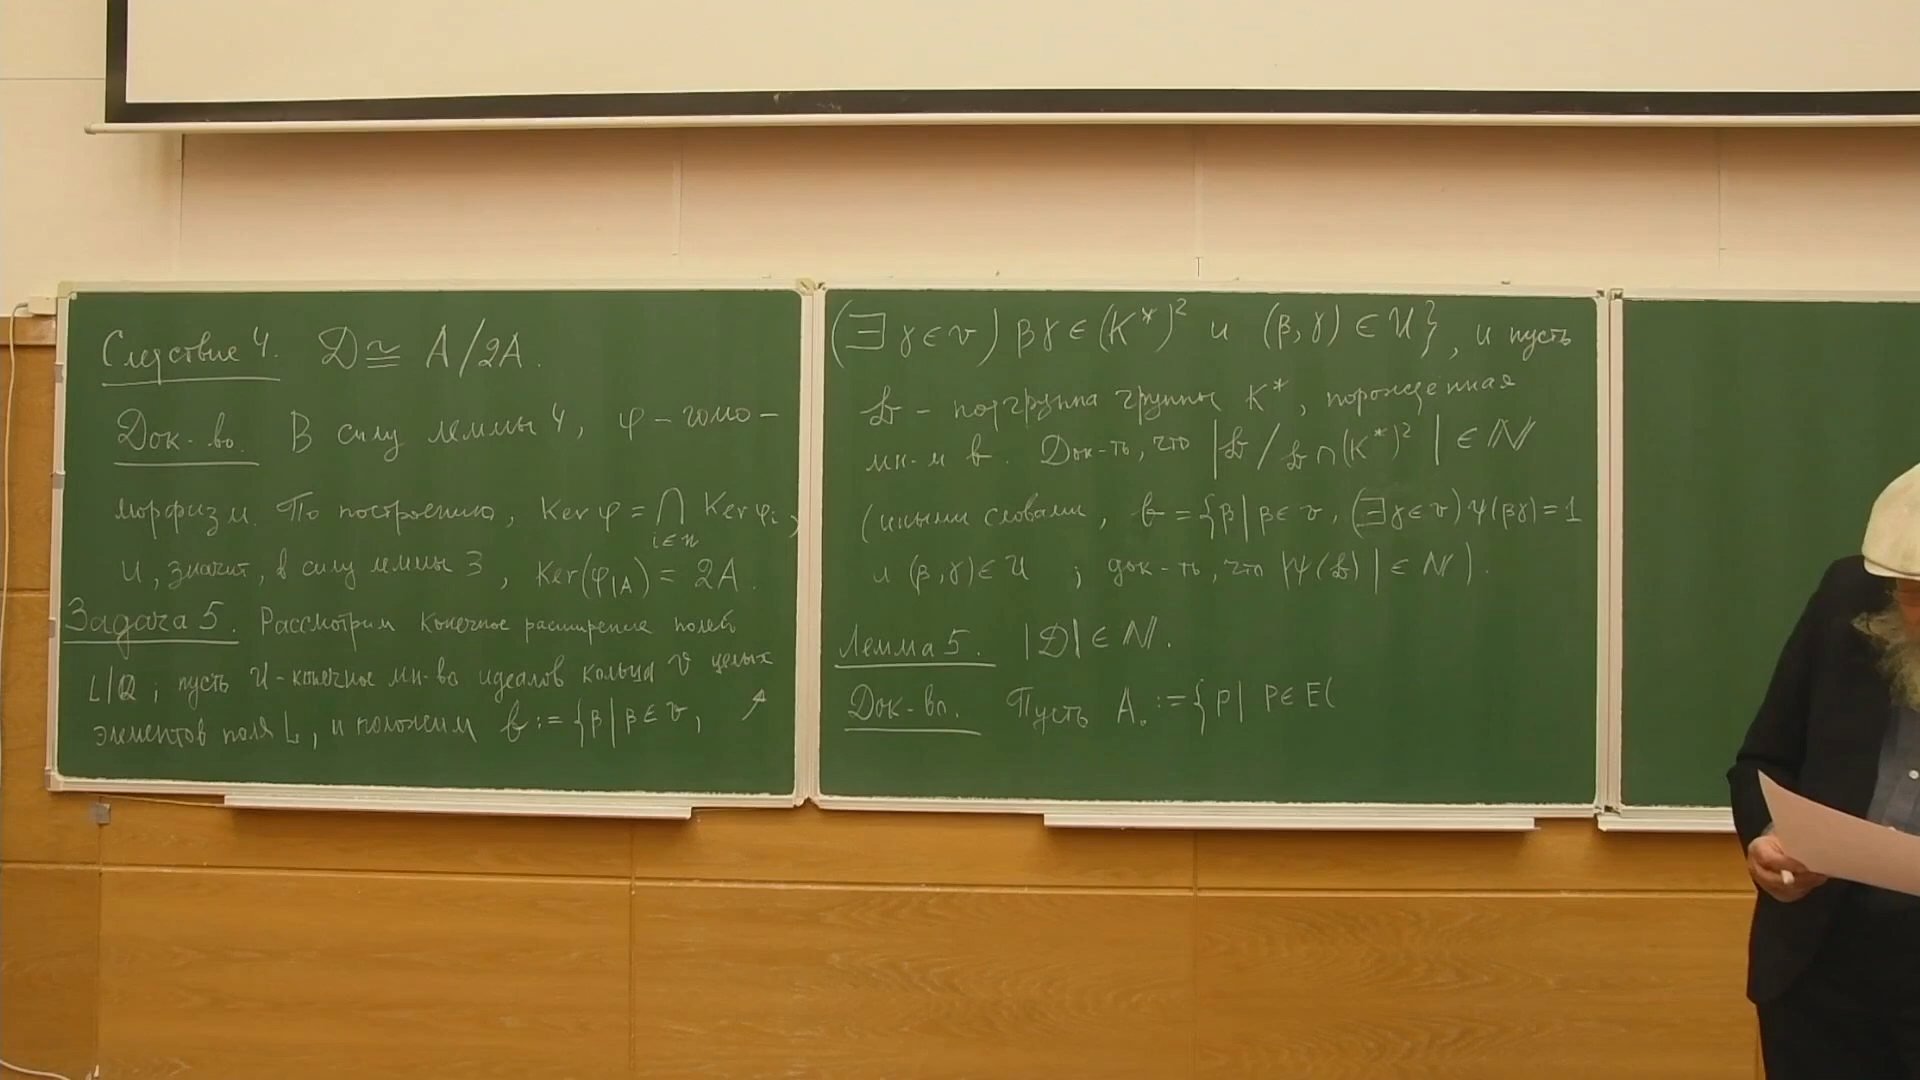 Следствие 4. D ≅ A/2A.
Док-во. В силу леммы 4, φ – гомо-
морфизм. По построению, Ker φ = ⋂ Ker φᵢ,
i∈n
и, значит, в силу леммы 3, Ker(φ|A) = 2A.
Задача 5. Рассмотрим конечное расширение полей
L|Q; пусть U – конечное мн-во идеалов кольца v целых
элементов поля L, и положим b := {β | β ∈ v, ↗
(∃ γ ∈ v) βγ ∈ (K*)² и (β, γ) ∈ U}, и пусть
– подгруппа группы K*, порождённая
мн-м b. Док-ть, что |b/b∩(K*)²| ∈ N
(иными словами, b = {β | β ∈ v, (∃ γ ∈ v) ψ(βγ) = 1
и (β, γ) ∈ U ; док-ть, что |ψ(b)| ∈ N).
Лемма 5. |D| ∈ N.
Док-во. Пусть A₀ := {P | P ∈ E(